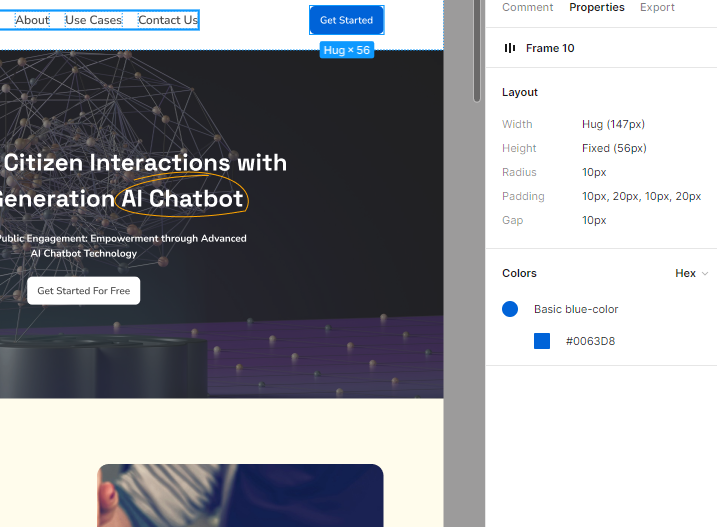 About Use Cases Contact Us Get Started
Hug × 56
Citizen Interactions with
Generation AI Chatbot
Public Engagement: Empowerment through Advanced
AI Chatbot Technology
Get Started For Free
Comment Properties Export
Frame 10
Layout
Width Hug (147px)
Height Fixed (56px)
Radius 10px
Padding 10px, 20px, 10px, 20px
Gap 10px
Colors Hex
Basic blue-color
#0063D8